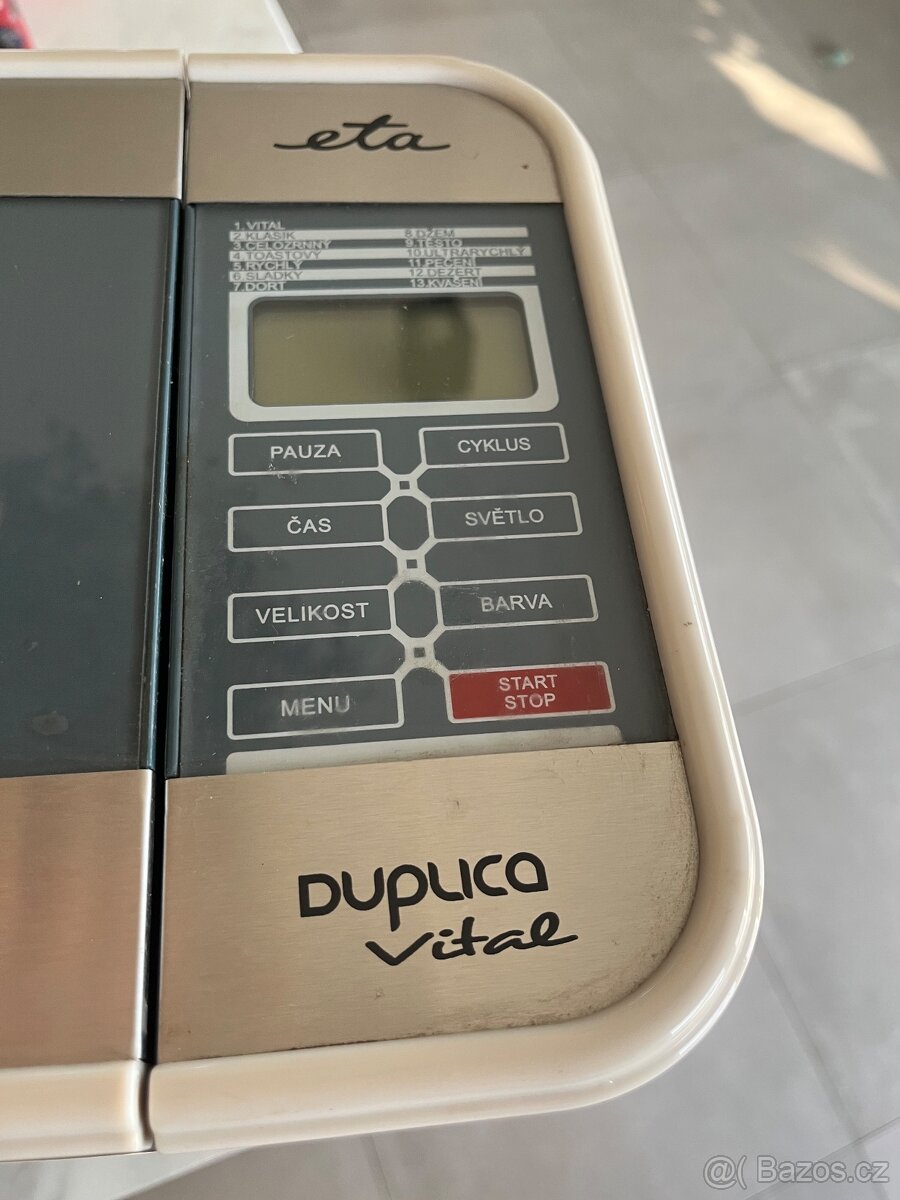 eta
1. VITAL
2. KLASIK
3. CELOZRNNÝ
4. TOASTOVÝ
5. RYCHLÝ
6. SLADKÝ
7. DORT
8. DŽEM
9. TĚSTO
10. ULTRARYCHLÝ
11. PEČENÍ
12. DEZERT
13. KVAŠENÍ
PAUZA
CYKLUS
ČAS
SVĚTLO
VELIKOST
BARVA
MENU
START
STOP
DUPLICA
Vital
@( Bazos.cz